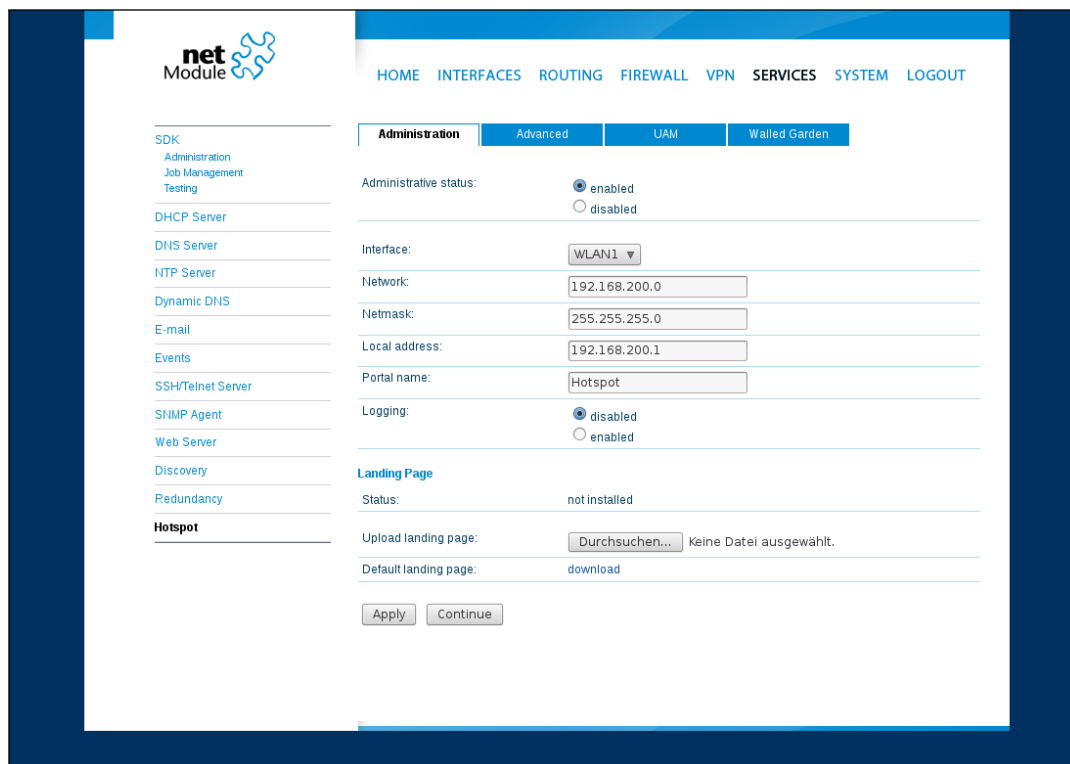 net
Module
HOME INTERFACES ROUTING FIREWALL VPN SERVICES SYSTEM LOGOUT
SDK
Administration
Job Management
Testing
DHCP Server
DNS Server
NTP Server
Dynamic DNS
E-mail
Events
SSH/Telnet Server
SNMP Agent
Web Server
Discovery
Redundancy
Hotspot
Administration Advanced UAM Walled Garden
Administrative status: enabled
disabled
Interface: WLAN1
Network: 192.168.200.0
Netmask: 255.255.255.0
Local address: 192.168.200.1
Portal name: Hotspot
Logging: disabled
enabled
Landing Page
Status: not installed
Upload landing page: Durchsuchen... Keine Datei ausgewählt.
Default landing page: download
Apply Continue